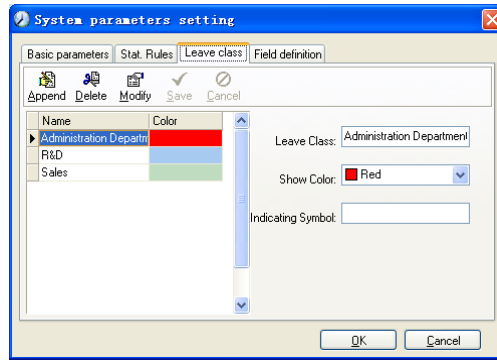 System parameters setting
Basic parameters Stat. Rules Leave class Field definition
Append Delete Modify Save Cancel
Name Color
Administration Departm
R&D
Sales
Leave Class: Administration Department
Show Color: Red
Indicating Symbol:
OK Cancel